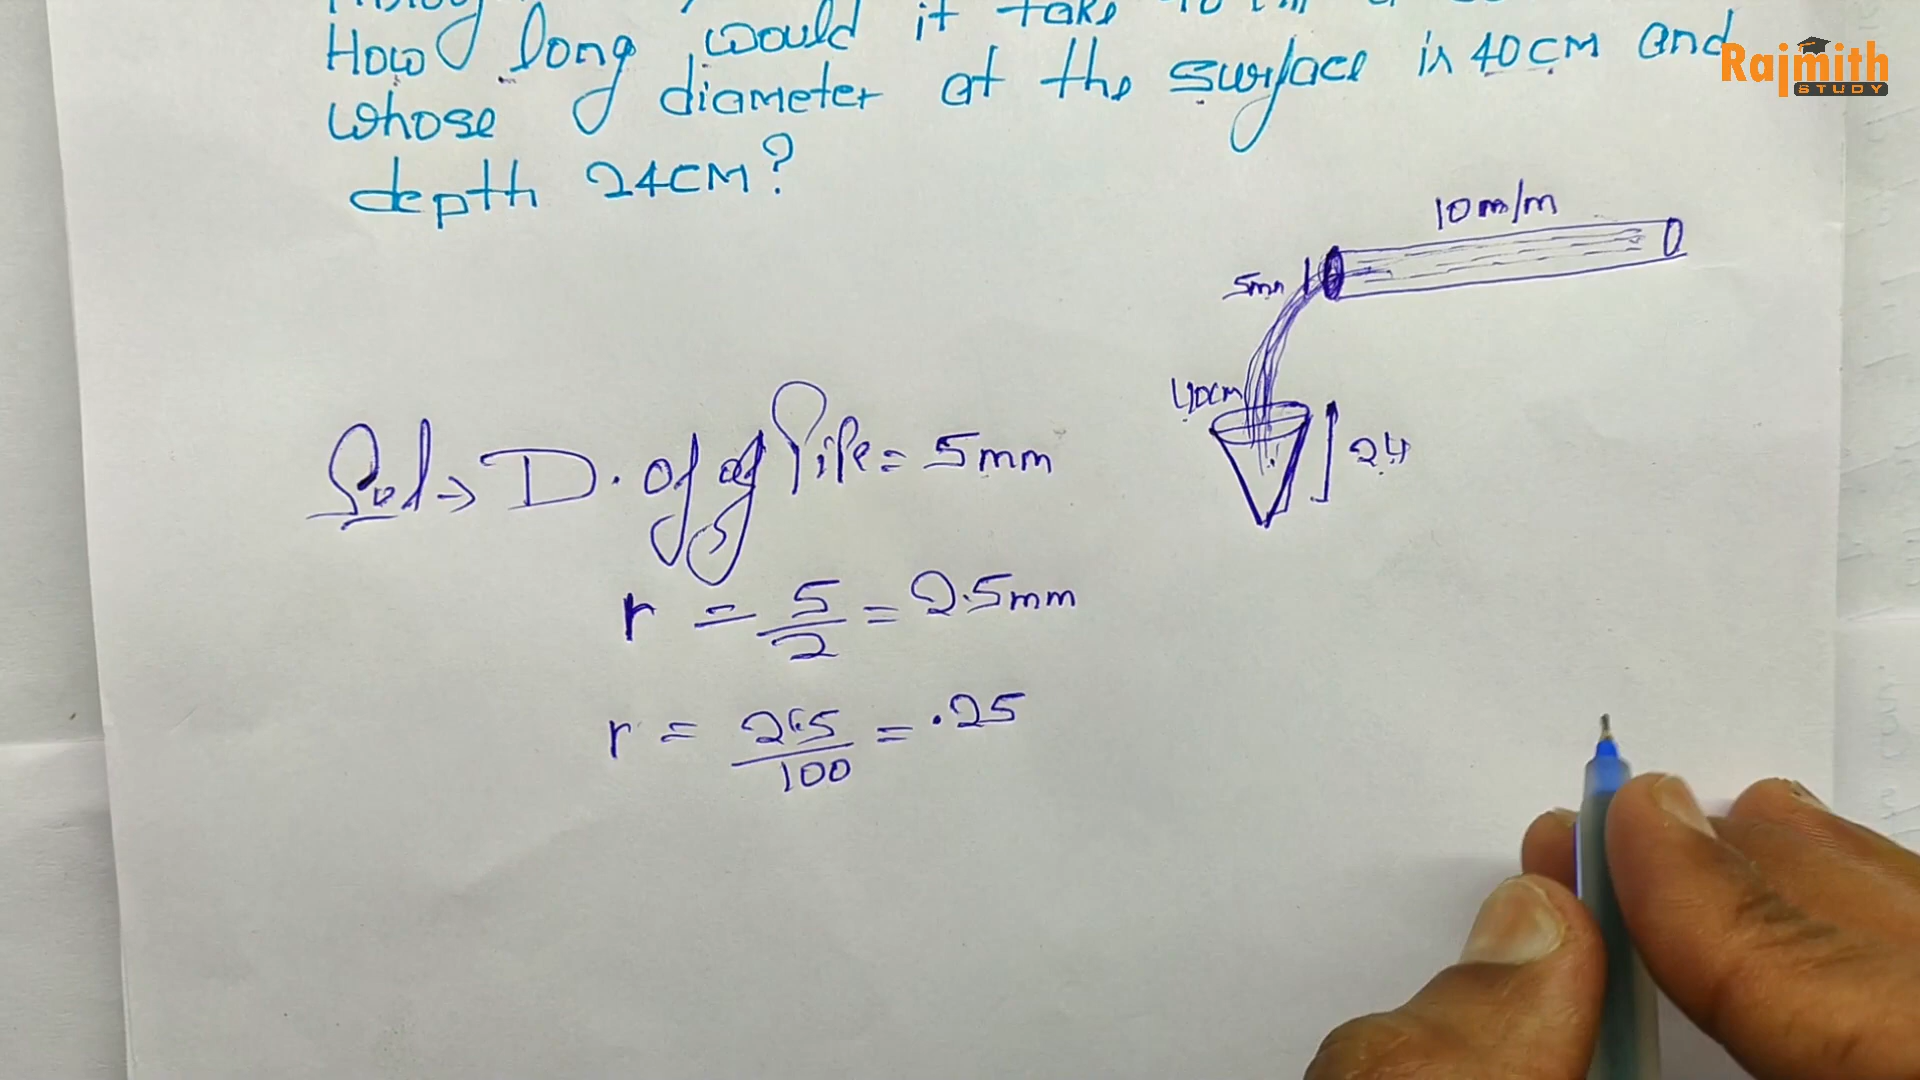 it take
How long would
whose diameter at the surface is 40CM and
depth 24CM?
Rajmith
STUDY
10m/m
5mm
40cm
24
Sol → D. of of Pipe = 5mm
r = 5/2 = 2.5mm
r = 2.5/100 = .25